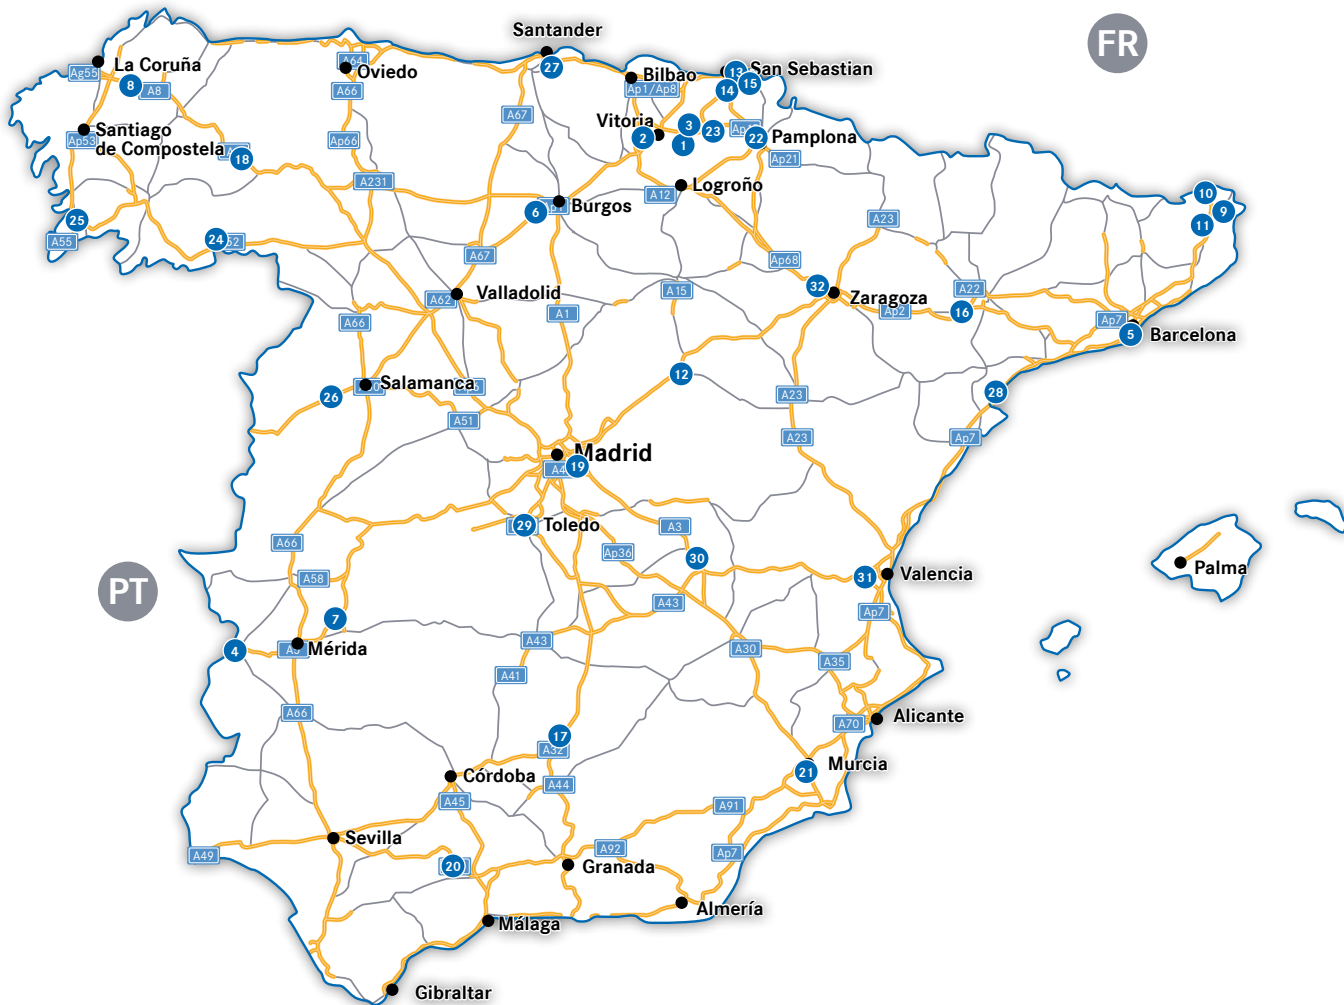 Santander
FR
La Coruña
Ag55
8
A8
A64
Oviedo
A66
27
Bilbao
Ap1/Ap8
13
San Sebastian
15
14
A67
Santiago
de Compostela
Ap53
18
Ap66
Vitoria
2
3
1
23
22
Pamplona
Ap21
A231
A12
Logroño
10
9
11
25
A55
24
52
6
Burgos
A23
A67
Ap68
Valladolid
A62
A15
32
Zaragoza
A22
Ap2
16
A66
A1
Ap7
5
Barcelona
Salamanca
26
12
A23
28
A51
A23
Ap7
Madrid
A4
19
29
Toledo
A3
A66
Ap36
30
PT
A58
31
Valencia
Palma
7
A43
Ap7
4
Mérida
A43
A30
A35
A41
A66
17
A32
A70
Alicante
Córdoba
A44
21
Murcia
A45
A91
Sevilla
A49
20
A92
Granada
Ap7
Almería
Málaga
Gibraltar